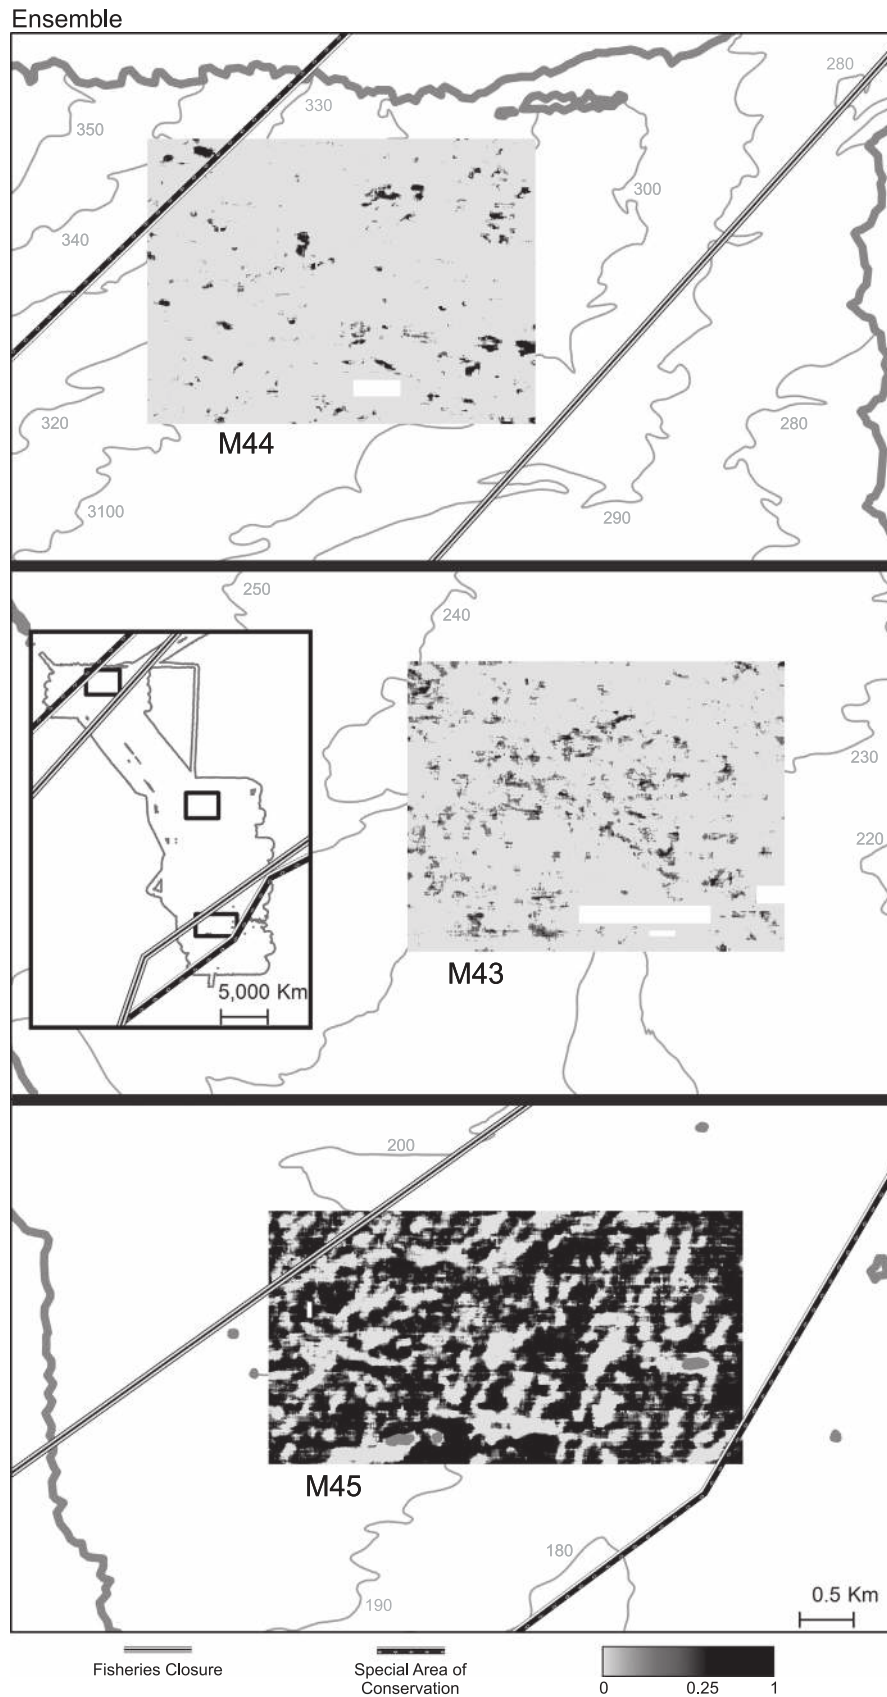 Ensemble
280
350
330
340
300
M44
320
280
3100
290
250
240
230
220
M43
5,000 Km
200
M45
180
190
0.5 Km
Fisheries Closure
Special Area of
Conservation
0 0.25 1